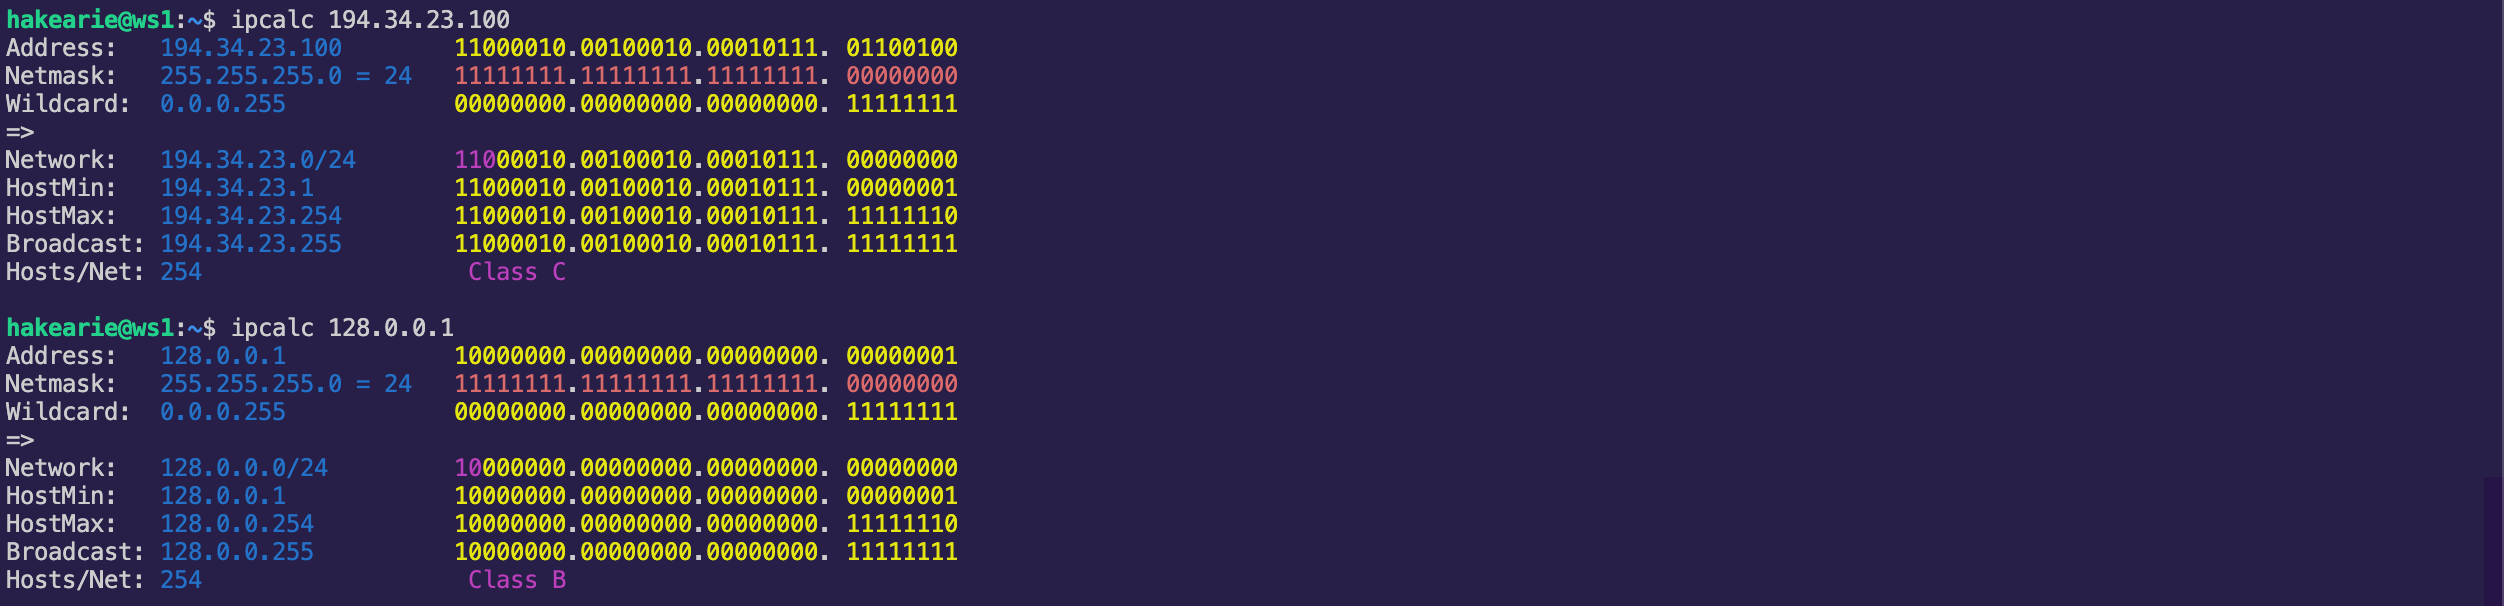 hakearie@ws1:~$ ipcalc 194.34.23.100
Address:   194.34.23.100        11000010.00100010.00010111. 01100100
Netmask:   255.255.255.0 = 24   11111111.11111111.11111111. 00000000
Wildcard:  0.0.0.255            00000000.00000000.00000000. 11111111
=>
Network:   194.34.23.0/24       11000010.00100010.00010111. 00000000
HostMin:   194.34.23.1          11000010.00100010.00010111. 00000001
HostMax:   194.34.23.254        11000010.00100010.00010111. 11111110
Broadcast: 194.34.23.255        11000010.00100010.00010111. 11111111
Hosts/Net: 254                   Class C
hakearie@ws1:~$ ipcalc 128.0.0.1
Address:   128.0.0.1            10000000.00000000.00000000. 00000001
Netmask:   255.255.255.0 = 24   11111111.11111111.11111111. 00000000
Wildcard:  0.0.0.255            00000000.00000000.00000000. 11111111
=>
Network:   128.0.0.0/24         10000000.00000000.00000000. 00000000
HostMin:   128.0.0.1            10000000.00000000.00000000. 00000001
HostMax:   128.0.0.254          10000000.00000000.00000000. 11111110
Broadcast: 128.0.0.255          10000000.00000000.00000000. 11111111
Hosts/Net: 254                   Class B